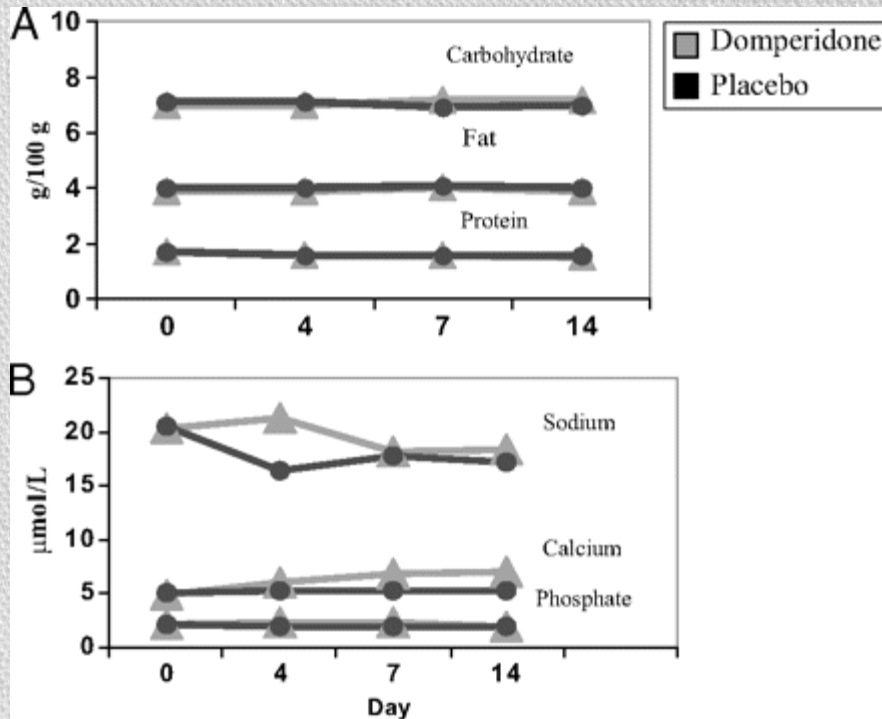 A
10
8
6
4
2
0
g/100 g
Carbohydrate
Fat
Protein
0 4 7 14
Domperidone
Placebo
B
25
20
15
10
5
0
μmol/L
Sodium
Calcium
Phosphate
0 4 7 14
Day